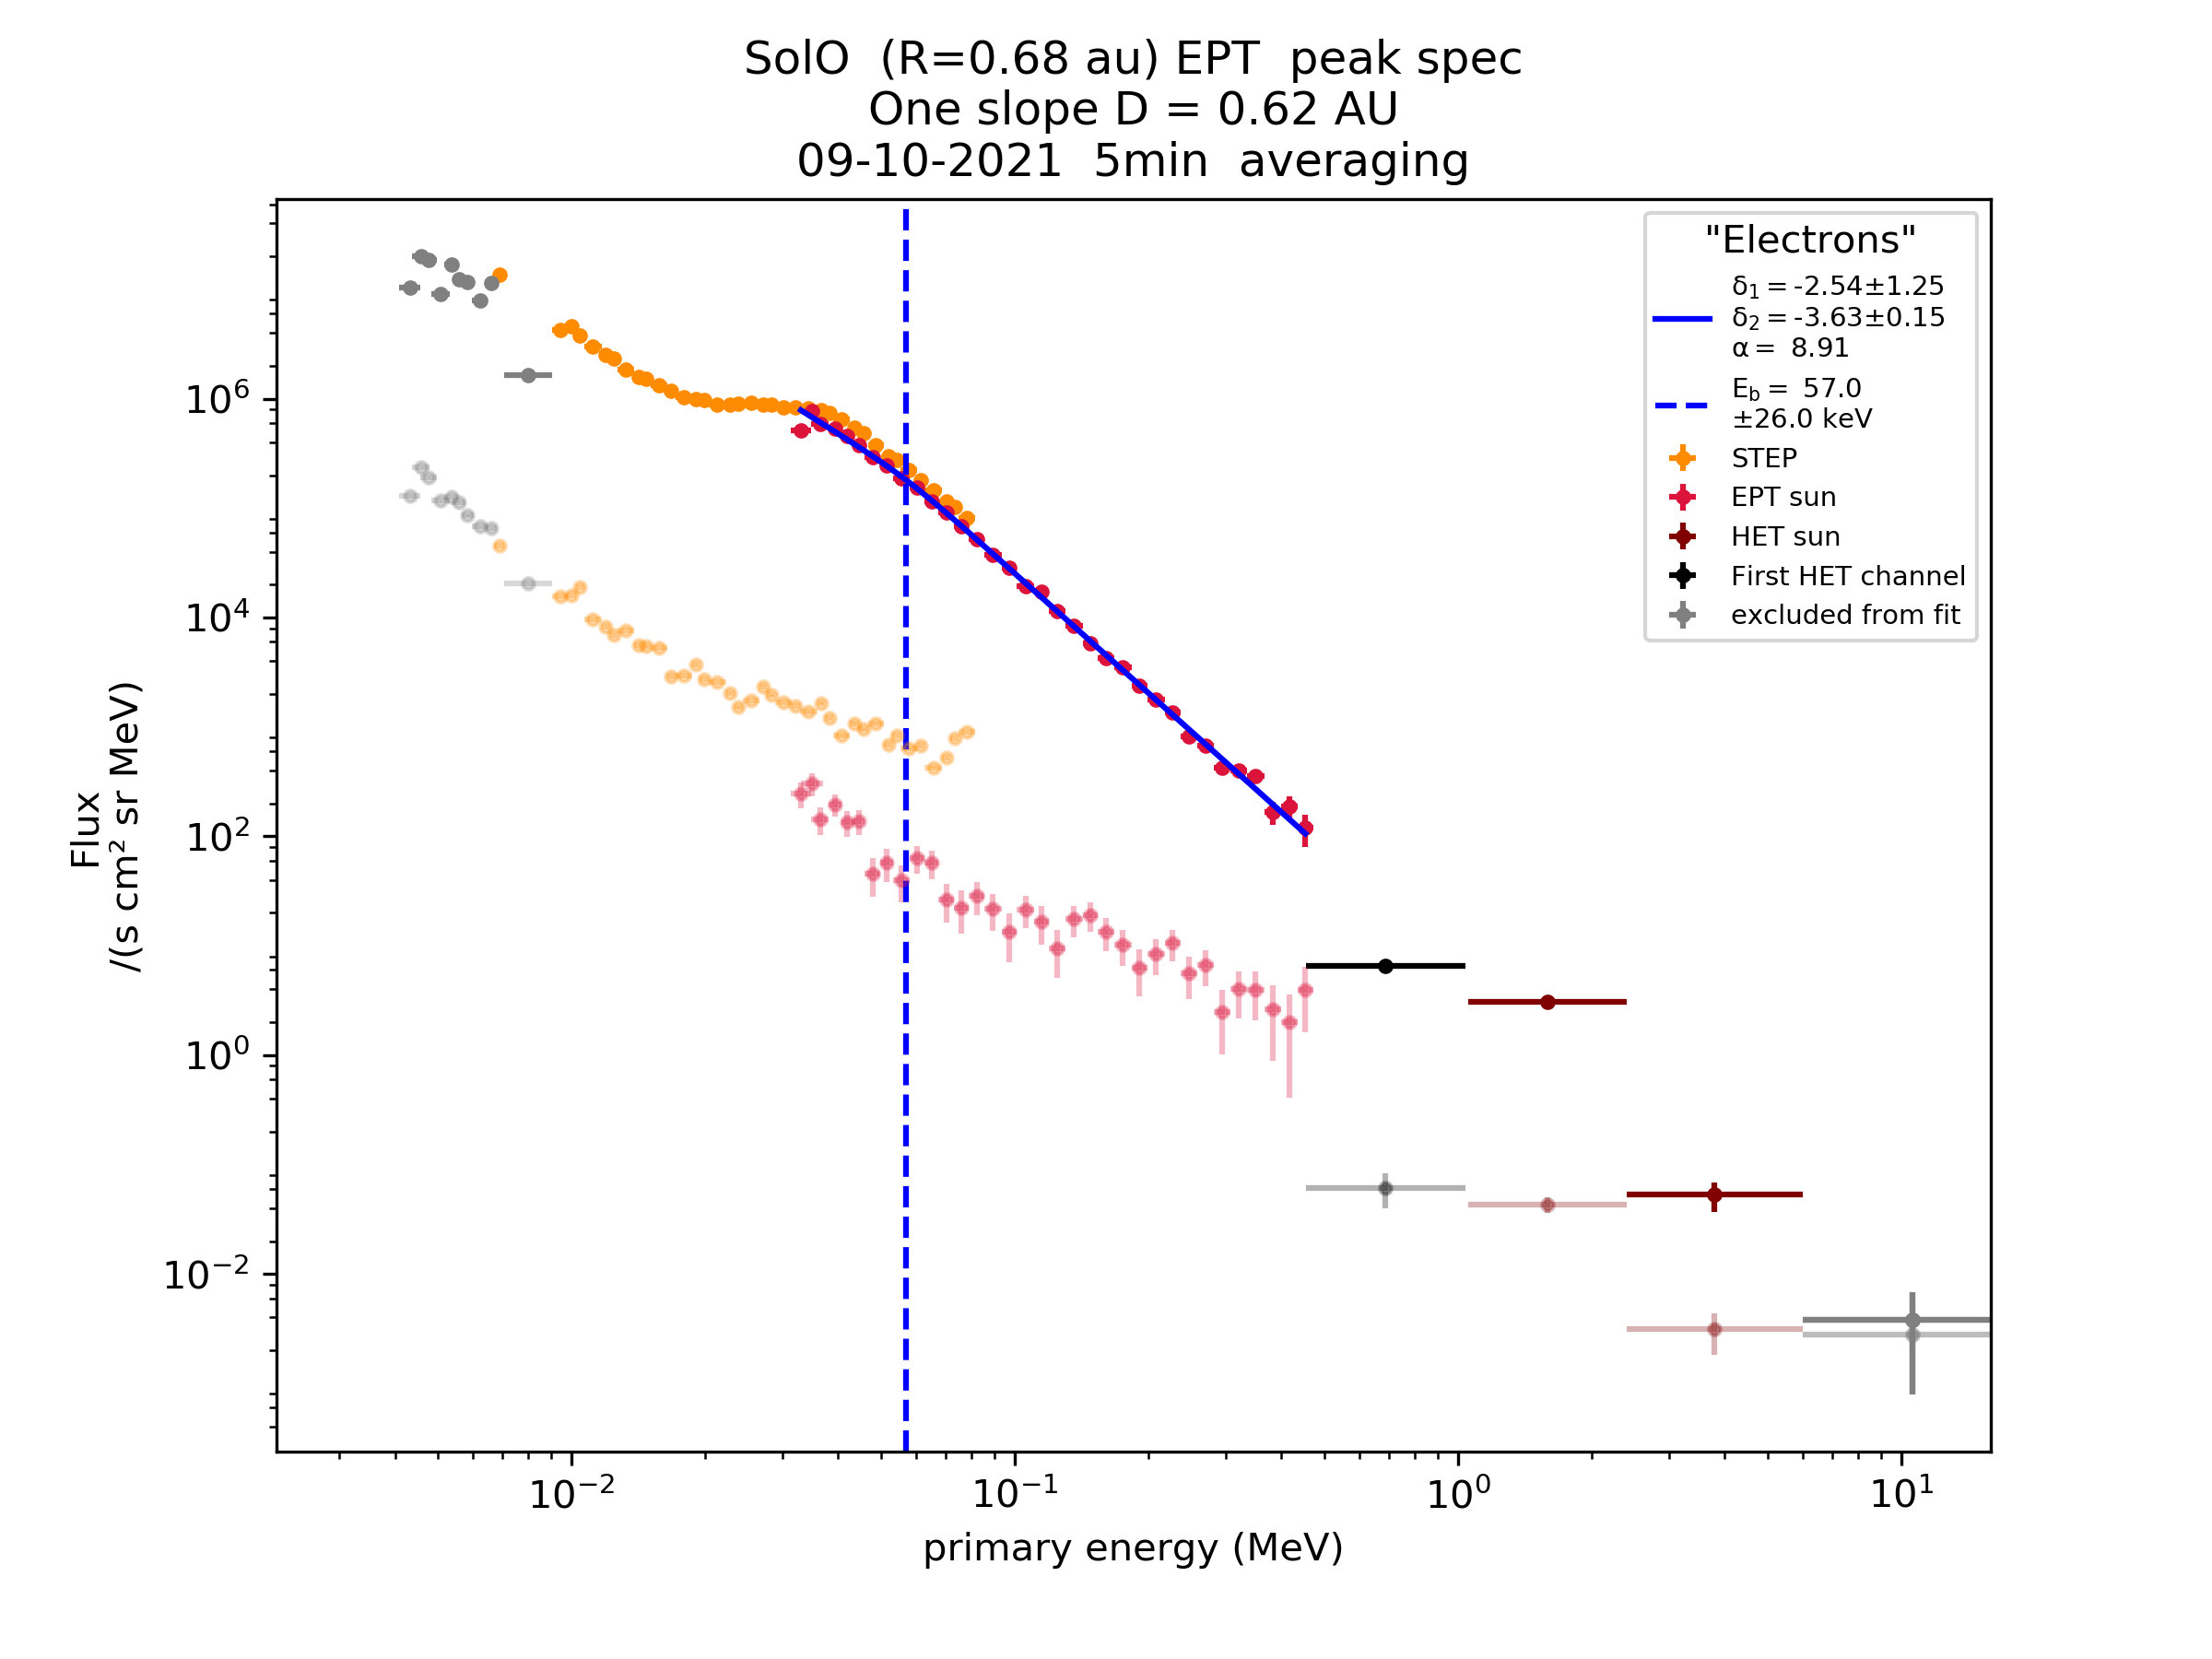 SolO (R=0.68 au) EPT peak spec
One slope D = 0.62 AU
09-10-2021 5min averaging
"Electrons"
δ₁ = -2.54±1.25
δ₂ = -3.63±0.15
α = 8.91
E_b = 57.0
±26.0 keV
STEP
EPT sun
HET sun
First HET channel
excluded from fit
Flux
/(s cm² sr MeV)
10⁶
10⁴
10²
10⁰
10⁻²
10⁻² 10⁻¹ 10⁰ 10¹
primary energy (MeV)